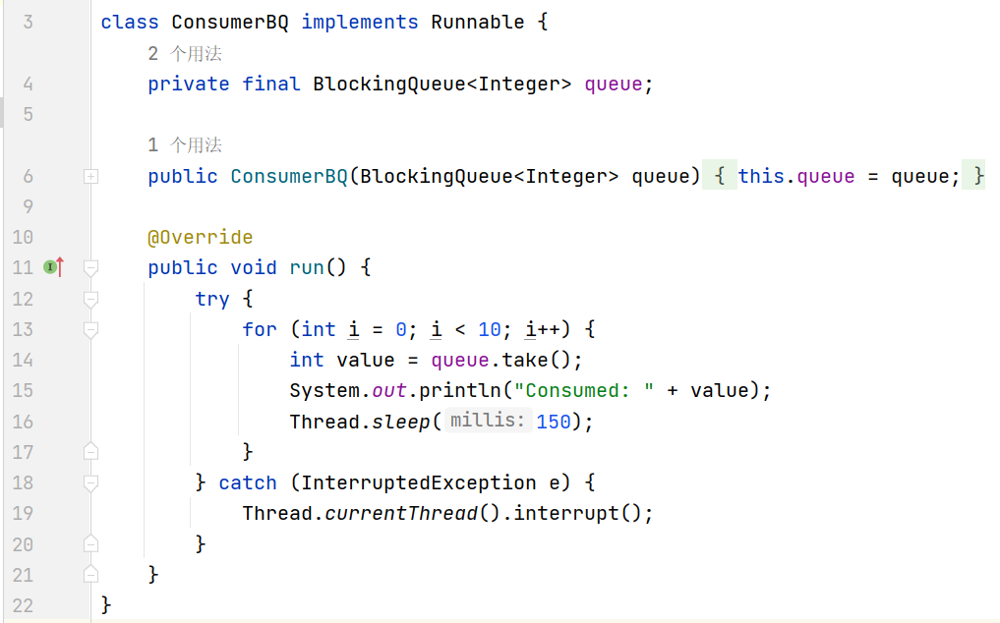 3 class ConsumerBQ implements Runnable {
2 个用法
4 private final BlockingQueue<Integer> queue;
5
1 个用法
6 public ConsumerBQ(BlockingQueue<Integer> queue) { this.queue = queue; }
9
10 @Override
11 I public void run() {
12 try {
13 for (int i = 0; i < 10; i++) {
14 int value = queue.take();
15 System.out.println("Consumed: " + value);
16 Thread.sleep( millis: 150);
17 }
18 } catch (InterruptedException e) {
19 Thread.currentThread().interrupt();
20 }
21 }
22 }